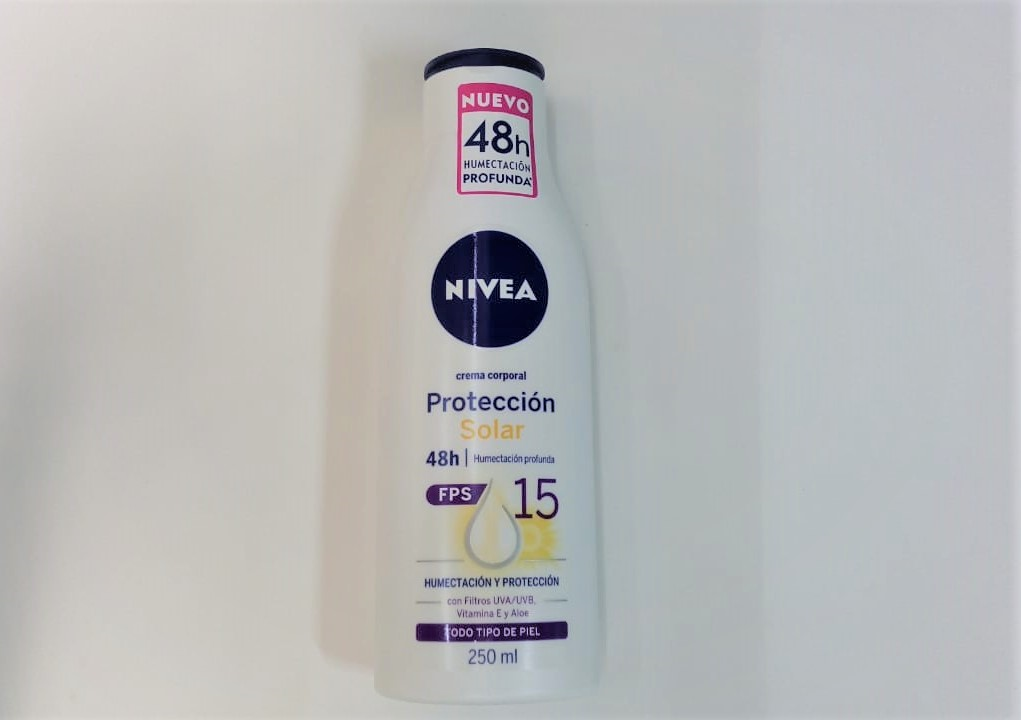 NUEVO
48h
HUMECTACIÓN
PROFUNDA*
NIVEA
crema corporal
Protección
Solar
48h | Humectación profunda
FPS 15
HUMECTACIÓN Y PROTECCIÓN
con Filtros UVA/UVB,
Vitamina E y Aloe
TODO TIPO DE PIEL
250 ml